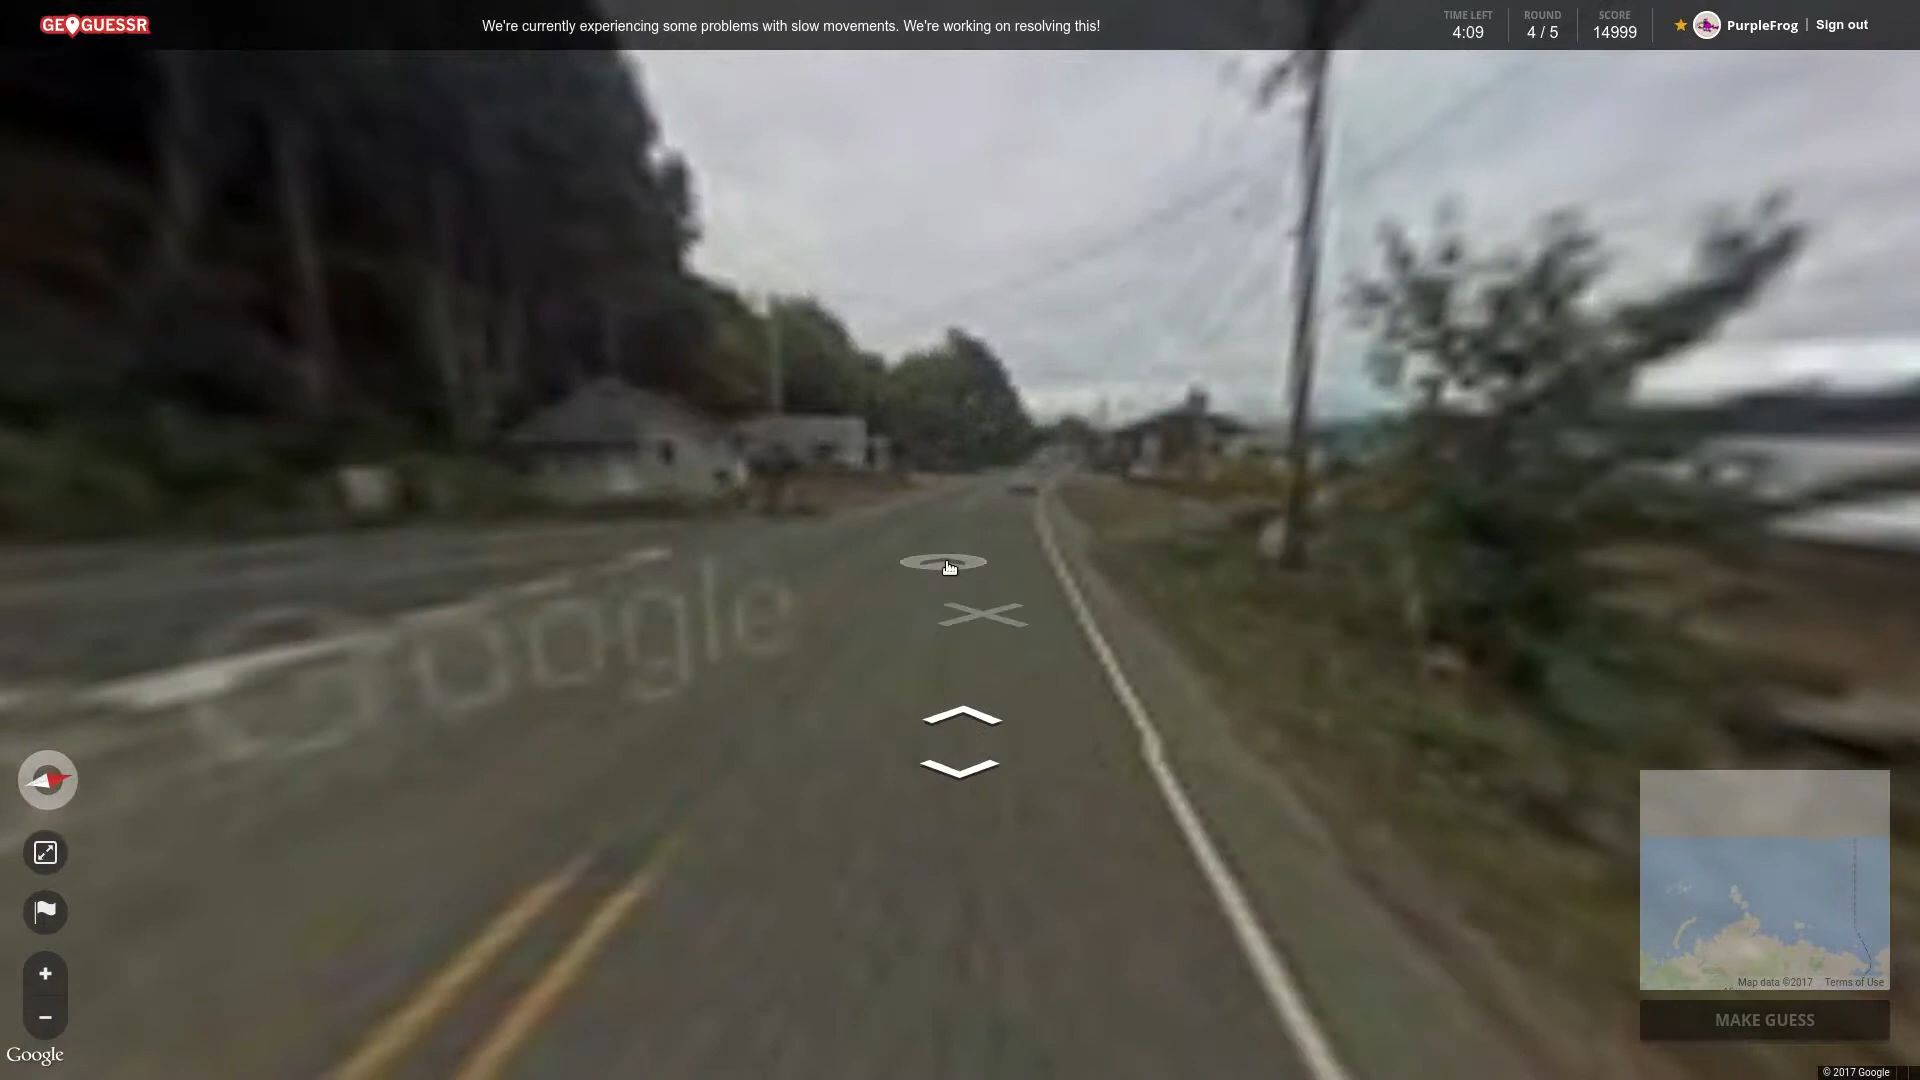 GEOGUESSR
We're currently experiencing some problems with slow movements. We're working on resolving this!
TIME LEFT
4:09
ROUND
4 / 5
SCORE
14999
PurpleFrog | Sign out
Google
Map data ©2017 Terms of Use
MAKE GUESS
Google
© 2017 Google